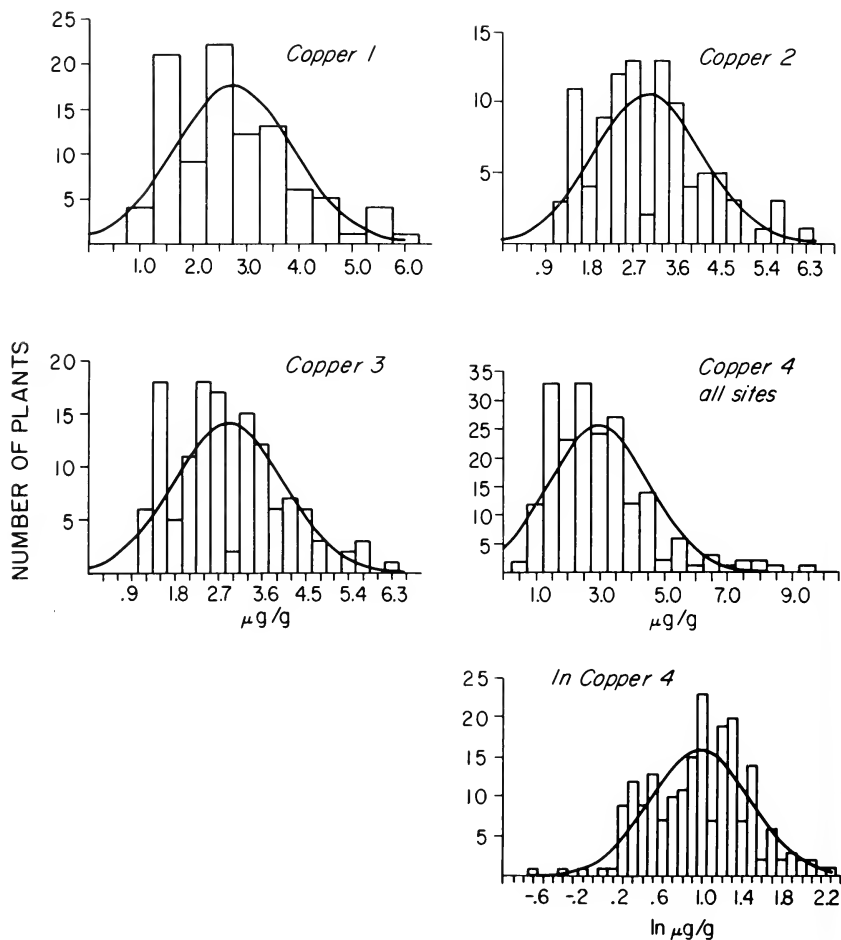 Copper 1
25
20
15
10
5
1.0 2.0 3.0 4.0 5.0 6.0
Copper 2
15
10
5
.9 1.8 2.7 3.6 4.5 5.4 6.3
NUMBER OF PLANTS
Copper 3
20
15
10
5
.9 1.8 2.7 3.6 4.5 5.4 6.3
μg/g
Copper 4
all sites
35
30
25
20
15
10
5
1.0 3.0 5.0 7.0 9.0
μg/g
ln Copper 4
25
20
15
10
5
-.6 -.2 .2 .6 1.0 1.4 1.8 2.2
ln μg/g